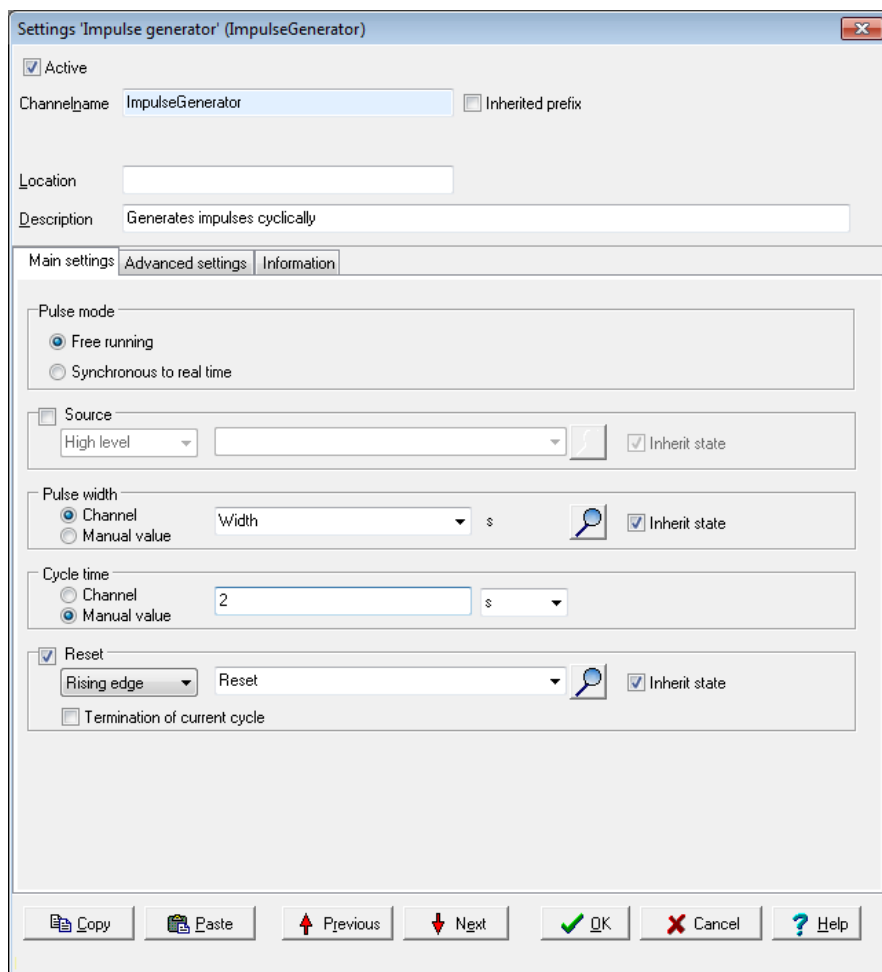 Settings 'Impulse generator' (ImpulseGenerator)
Active
Channelname ImpulseGenerator Inherited prefix
Location
Description Generates impulses cyclically
Main settings Advanced settings Information
Pulse mode
Free running
Synchronous to real time
Source
High level Inherit state
Pulse width
Channel Width s Inherit state
Manual value
Cycle time
Channel
Manual value 2 s
Reset
Rising edge Reset Inherit state
Termination of current cycle
Copy Paste Previous Next OK Cancel Help